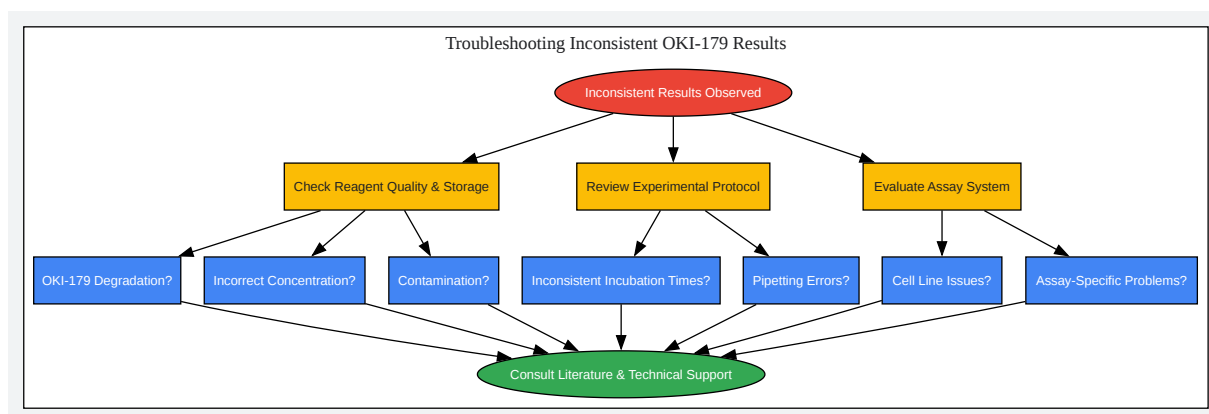 Troubleshooting Inconsistent OKI-179 Results
Inconsistent Results Observed
Check Reagent Quality & Storage
Review Experimental Protocol
Evaluate Assay System
OKI-179 Degradation?
Incorrect Concentration?
Contamination?
Inconsistent Incubation Times?
Pipetting Errors?
Cell Line Issues?
Assay-Specific Problems?
Consult Literature & Technical Support